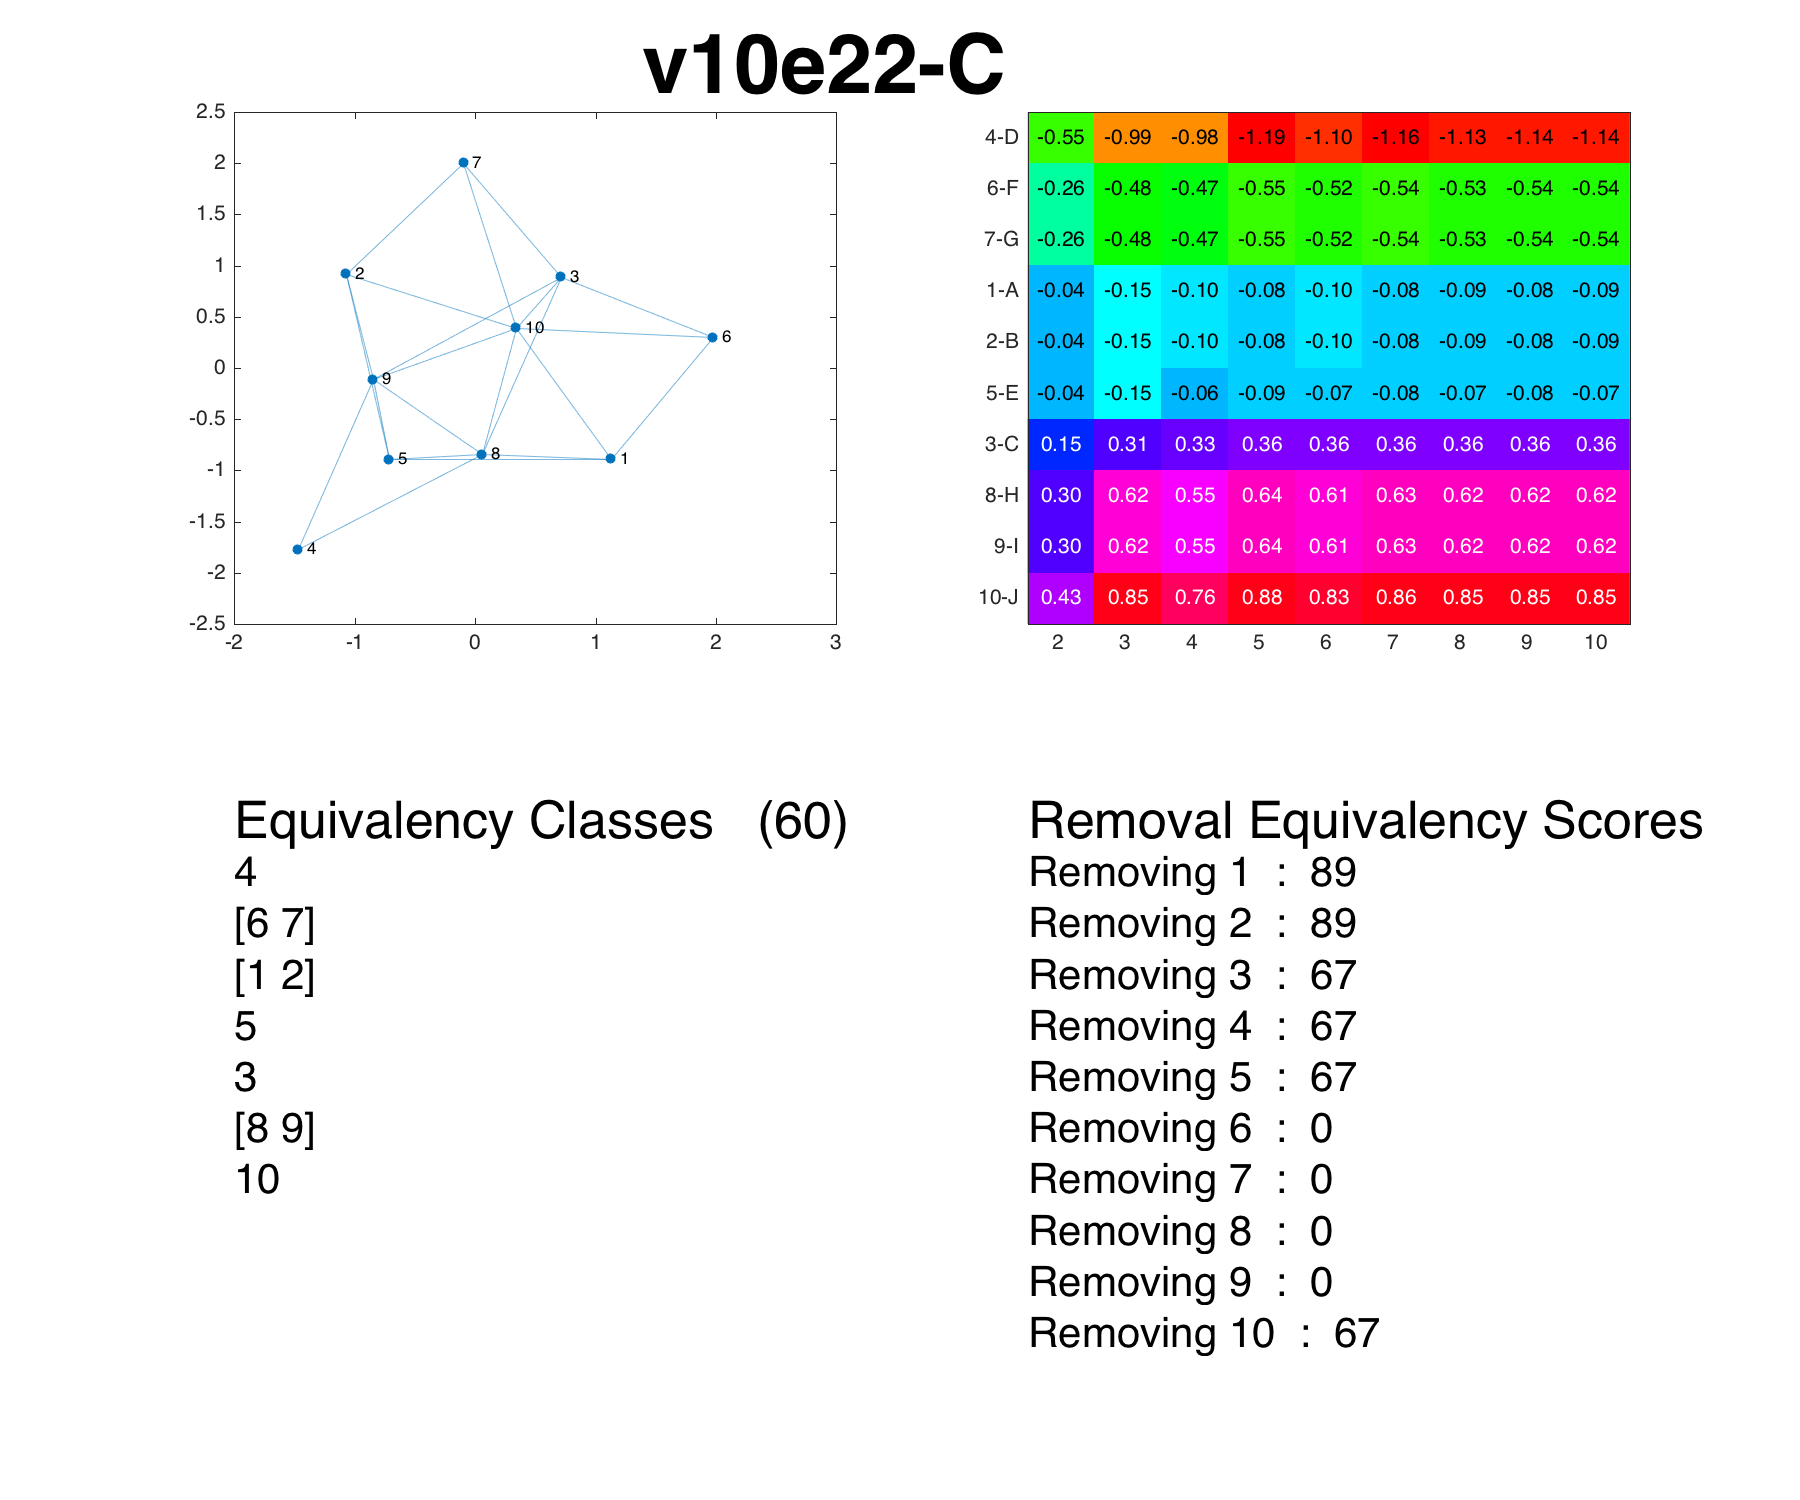 v10e22-C
2.5
2
1.5
1
0.5
0
-0.5
-1
-1.5
-2
-2.5
-2 -1 0 1 2 3
7
2
3
10
6
9
5
8
1
4
4-D -0.55 -0.99 -0.98 -1.19 -1.10 -1.16 -1.13 -1.14 -1.14
6-F -0.26 -0.48 -0.47 -0.55 -0.52 -0.54 -0.53 -0.54 -0.54
7-G -0.26 -0.48 -0.47 -0.55 -0.52 -0.54 -0.53 -0.54 -0.54
1-A -0.04 -0.15 -0.10 -0.08 -0.10 -0.08 -0.09 -0.08 -0.09
2-B -0.04 -0.15 -0.10 -0.08 -0.10 -0.08 -0.09 -0.08 -0.09
5-E -0.04 -0.15 -0.06 -0.09 -0.07 -0.08 -0.07 -0.08 -0.07
3-C 0.15 0.31 0.33 0.36 0.36 0.36 0.36 0.36 0.36
8-H 0.30 0.62 0.55 0.64 0.61 0.63 0.62 0.62 0.62
9-I 0.30 0.62 0.55 0.64 0.61 0.63 0.62 0.62 0.62
10-J 0.43 0.85 0.76 0.88 0.83 0.86 0.85 0.85 0.85
2 3 4 5 6 7 8 9 10
Equivalency Classes (60)
4
[6 7]
[1 2]
5
3
[8 9]
10
Removal Equivalency Scores
Removing 1 : 89
Removing 2 : 89
Removing 3 : 67
Removing 4 : 67
Removing 5 : 67
Removing 6 : 0
Removing 7 : 0
Removing 8 : 0
Removing 9 : 0
Removing 10 : 67